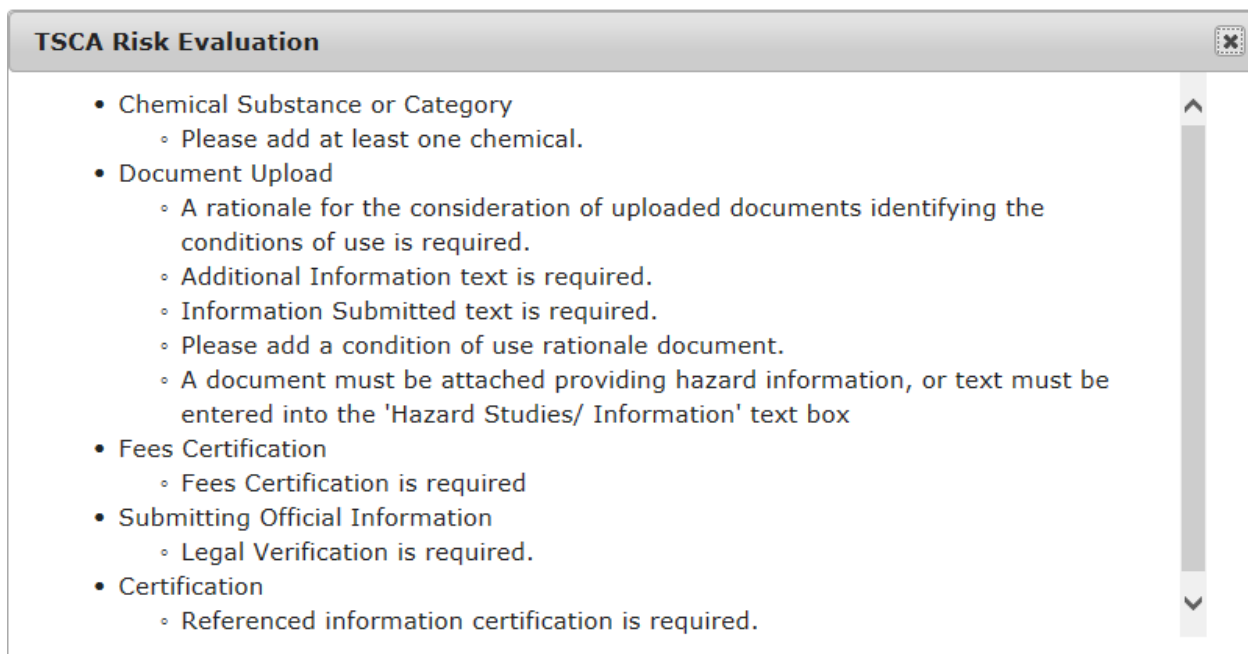 TSCA Risk Evaluation
• Chemical Substance or Category
◦ Please add at least one chemical.
• Document Upload
◦ A rationale for the consideration of uploaded documents identifying the
conditions of use is required.
◦ Additional Information text is required.
◦ Information Submitted text is required.
◦ Please add a condition of use rationale document.
◦ A document must be attached providing hazard information, or text must be
entered into the 'Hazard Studies/ Information' text box
• Fees Certification
◦ Fees Certification is required
• Submitting Official Information
◦ Legal Verification is required.
• Certification
◦ Referenced information certification is required.